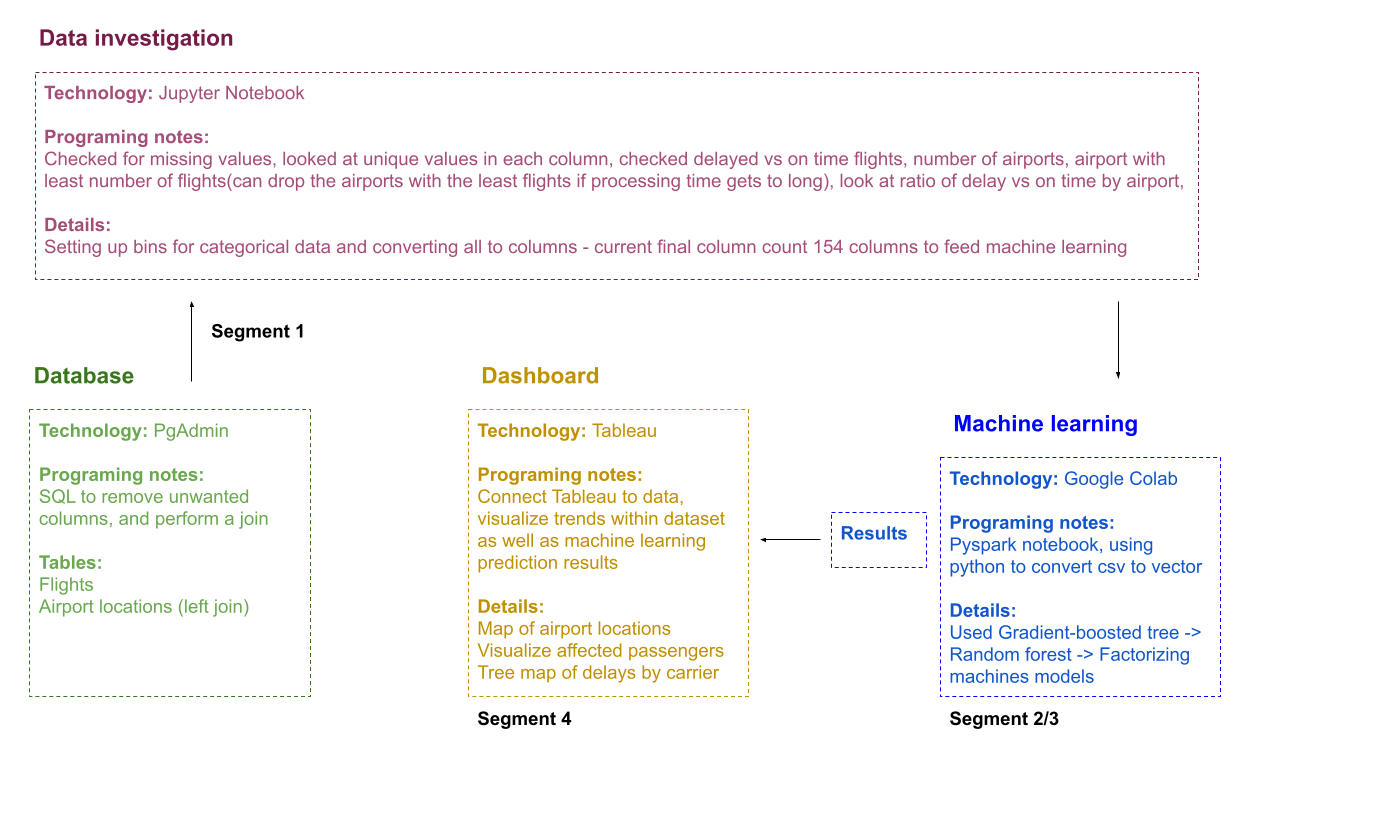 Data investigation
Technology: Jupyter Notebook
Programing notes:
Checked for missing values, looked at unique values in each column, checked delayed vs on time flights, number of airports, airport with
least number of flights(can drop the airports with the least flights if processing time gets to long), look at ratio of delay vs on time by airport,
Details:
Setting up bins for categorical data and converting all to columns - current final column count 154 columns to feed machine learning
Segment 1
Database
Technology: PgAdmin
Programing notes:
SQL to remove unwanted
columns, and perform a join
Tables:
Flights
Airport locations (left join)
Dashboard
Technology: Tableau
Programing notes:
Connect Tableau to data,
visualize trends within dataset
as well as machine learning
prediction results
Details:
Map of airport locations
Visualize affected passengers
Tree map of delays by carrier
Segment 4
Results
Machine learning
Technology: Google Colab
Programing notes:
Pyspark notebook, using
python to convert csv to vector
Details:
Used Gradient-boosted tree ->
Random forest -> Factorizing
machines models
Segment 2/3